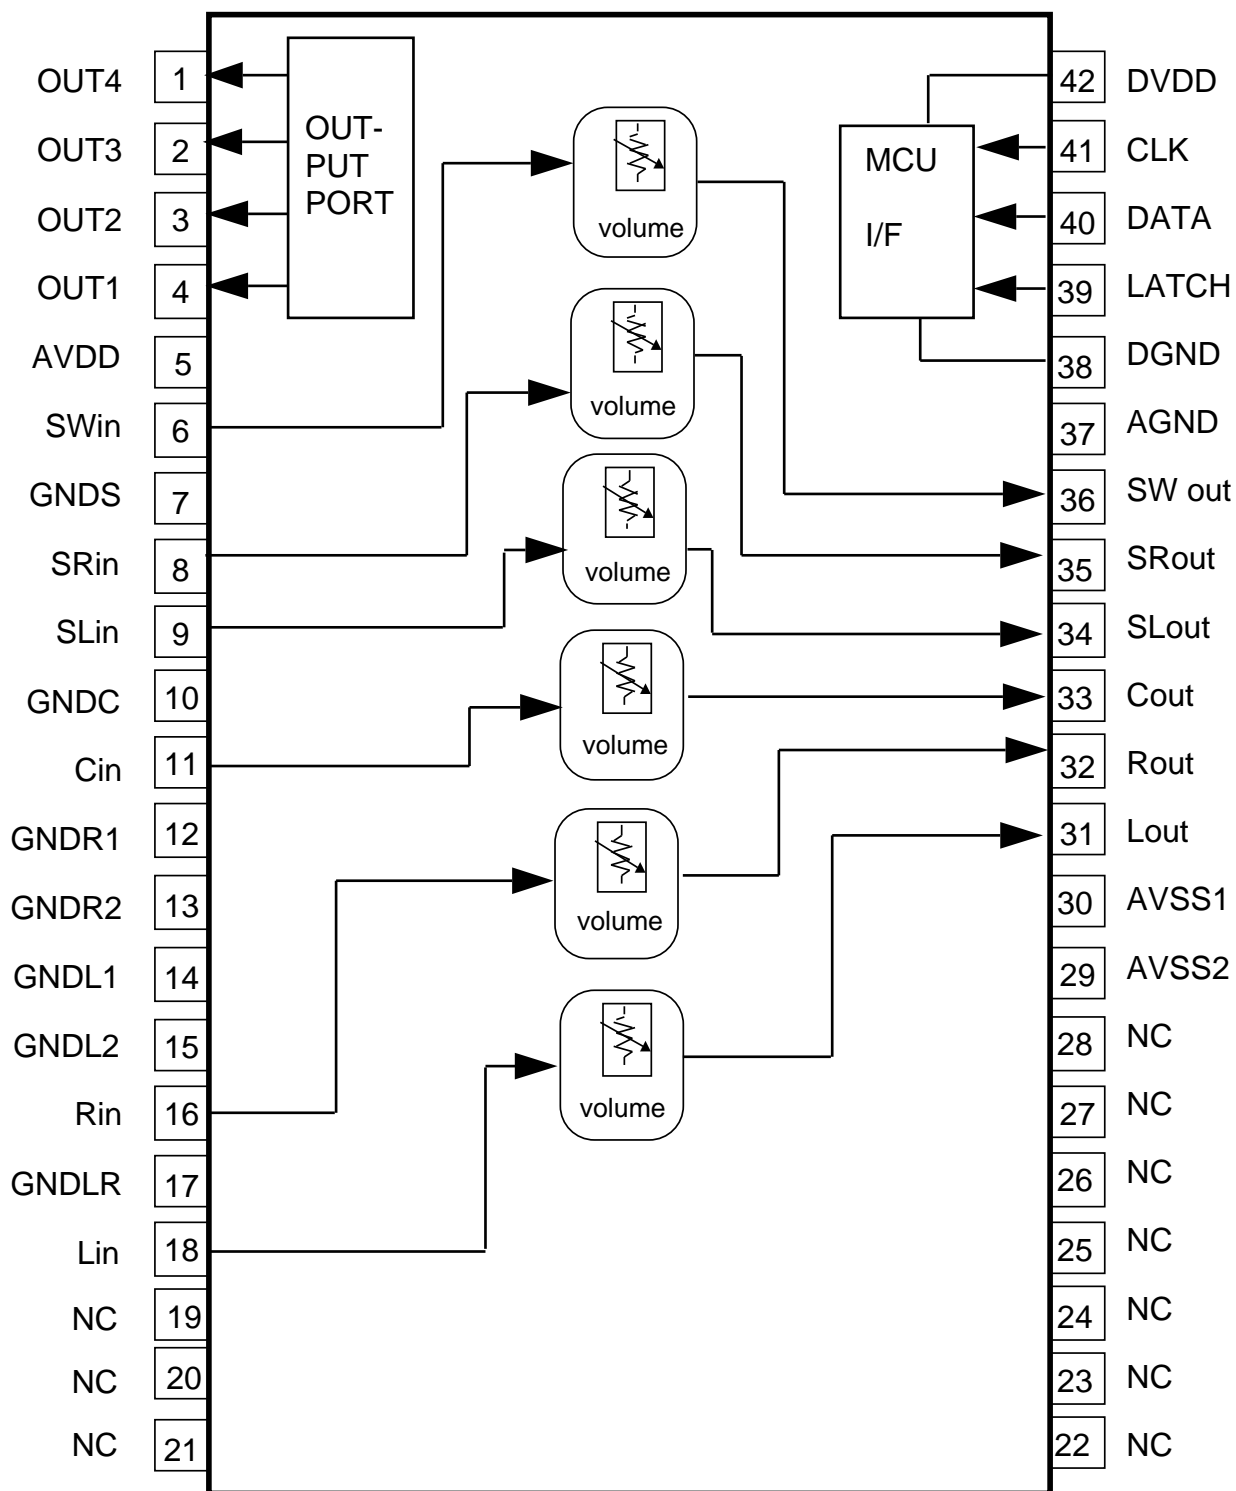 OUT4 1
OUT3 2
OUT2 3
OUT1 4
AVDD 5
SWin 6
GNDS 7
SRin 8
SLin 9
GNDC 10
Cin 11
GNDR1 12
GNDR2 13
GNDL1 14
GNDL2 15
Rin 16
GNDLR 17
Lin 18
NC 19
NC 20
NC 21
OUT-
PUT
PORT
volume
volume
volume
volume
volume
volume
MCU
I/F
42 DVDD
41 CLK
40 DATA
39 LATCH
38 DGND
37 AGND
36 SW out
35 SRout
34 SLout
33 Cout
32 Rout
31 Lout
30 AVSS1
29 AVSS2
28 NC
27 NC
26 NC
25 NC
24 NC
23 NC
22 NC